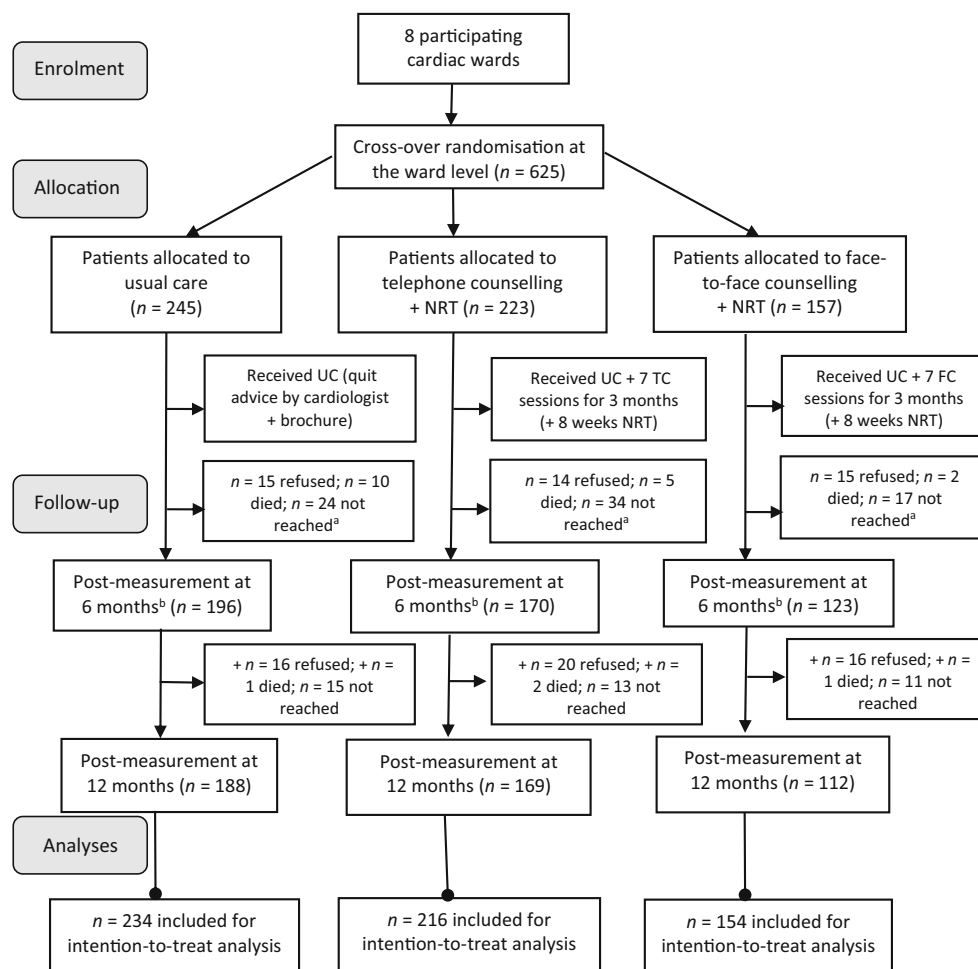 Enrolment
8 participating
cardiac wards
Allocation
Cross-over randomisation at
the ward level (n = 625)
Patients allocated to
usual care
(n = 245)
Patients allocated to
telephone counselling
+ NRT (n = 223)
Patients allocated to face-
to-face counselling
+ NRT (n = 157)
Received UC (quit
advice by cardiologist
+ brochure)
Received UC + 7 TC
sessions for 3 months
(+ 8 weeks NRT)
Received UC + 7 FC
sessions for 3 months
(+ 8 weeks NRT)
Follow-up
n = 15 refused; n = 10
died; n = 24 not
reachedᵃ
n = 14 refused; n = 5
died; n = 34 not
reachedᵃ
n = 15 refused; n = 2
died; n = 17 not
reachedᵃ
Post-measurement at
6 monthsᵇ (n = 196)
Post-measurement at
6 monthsᵇ (n = 170)
Post-measurement at
6 monthsᵇ (n = 123)
+ n = 16 refused; + n =
1 died; n = 15 not
reached
+ n = 20 refused; + n =
2 died; n = 13 not
reached
+ n = 16 refused; + n =
1 died; n = 11 not
reached
Post-measurement at
12 months (n = 188)
Post-measurement at
12 months (n = 169)
Post-measurement at
12 months (n = 112)
Analyses
n = 234 included for
intention-to-treat analysis
n = 216 included for
intention-to-treat analysis
n = 154 included for
intention-to-treat analysis